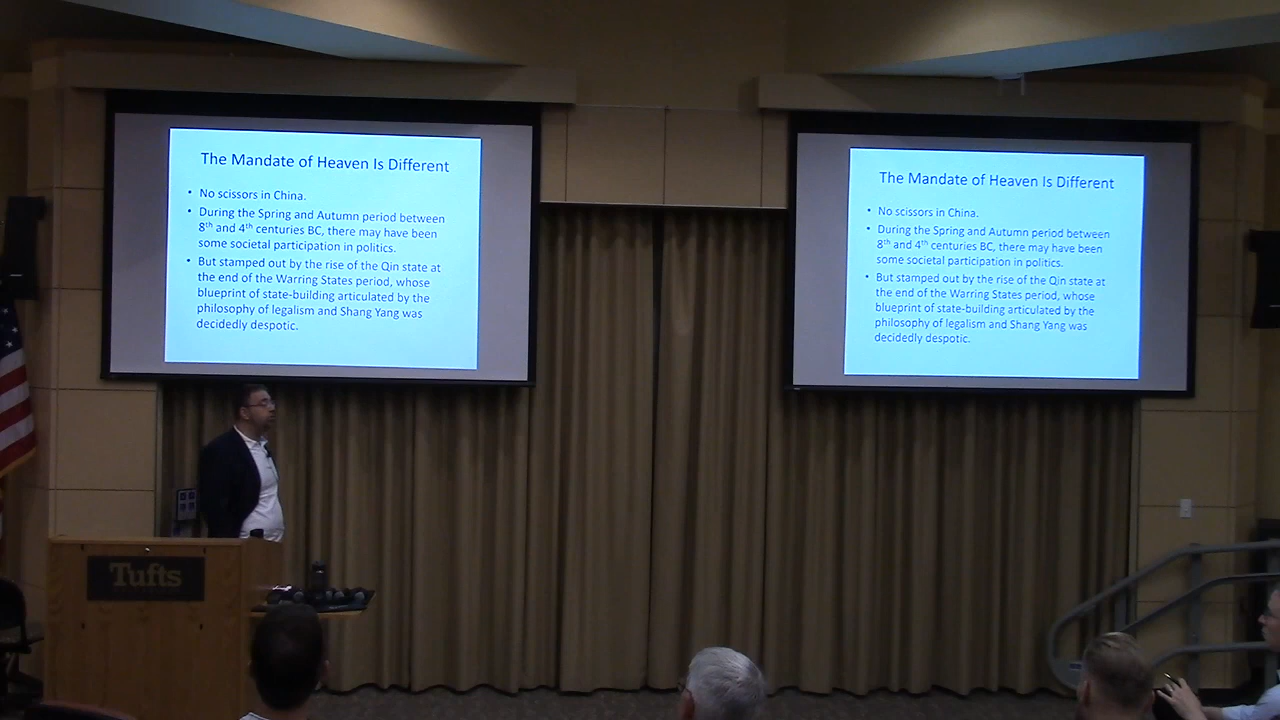 The Mandate of Heaven Is Different
• No scissors in China.
• During the Spring and Autumn period between
8th and 4th centuries BC, there may have been
some societal participation in politics.
• But stamped out by the rise of the Qin state at
the end of the Warring States period, whose
blueprint of state-building articulated by the
philosophy of legalism and Shang Yang was
decidedly despotic.
The Mandate of Heaven Is Different
• No scissors in China.
• During the Spring and Autumn period between
8th and 4th centuries BC, there may have been
some societal participation in politics.
• But stamped out by the rise of the Qin state at
the end of the Warring States period, whose
blueprint of state-building articulated by the
philosophy of legalism and Shang Yang was
decidedly despotic.
Tufts